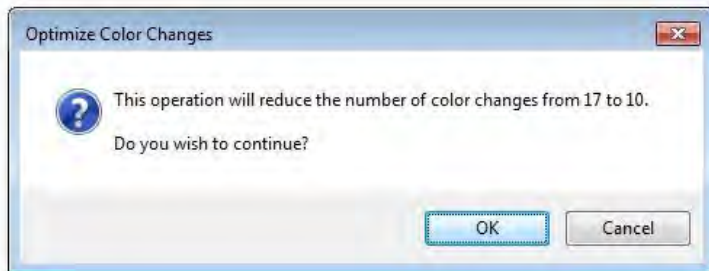 Optimize Color Changes
This operation will reduce the number of color changes from 17 to 10.
Do you wish to continue?
OK
Cancel